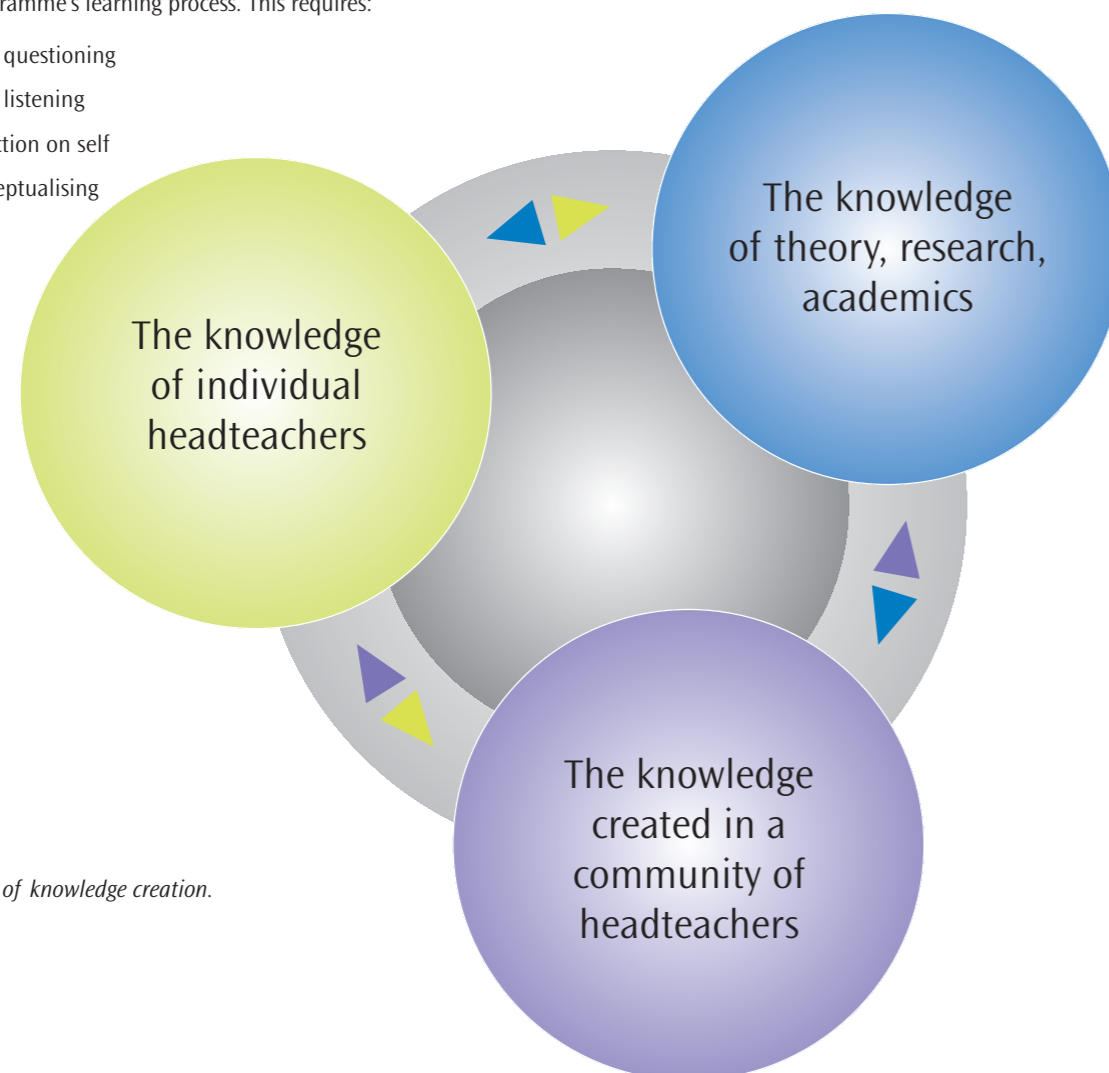 ramme's learning process. This requires:
questioning
listening
ction on self
eptualising
The knowledge
of theory, research,
academics
The knowledge
of individual
headteachers
The knowledge
created in a
community of
headteachers
of knowledge creation.